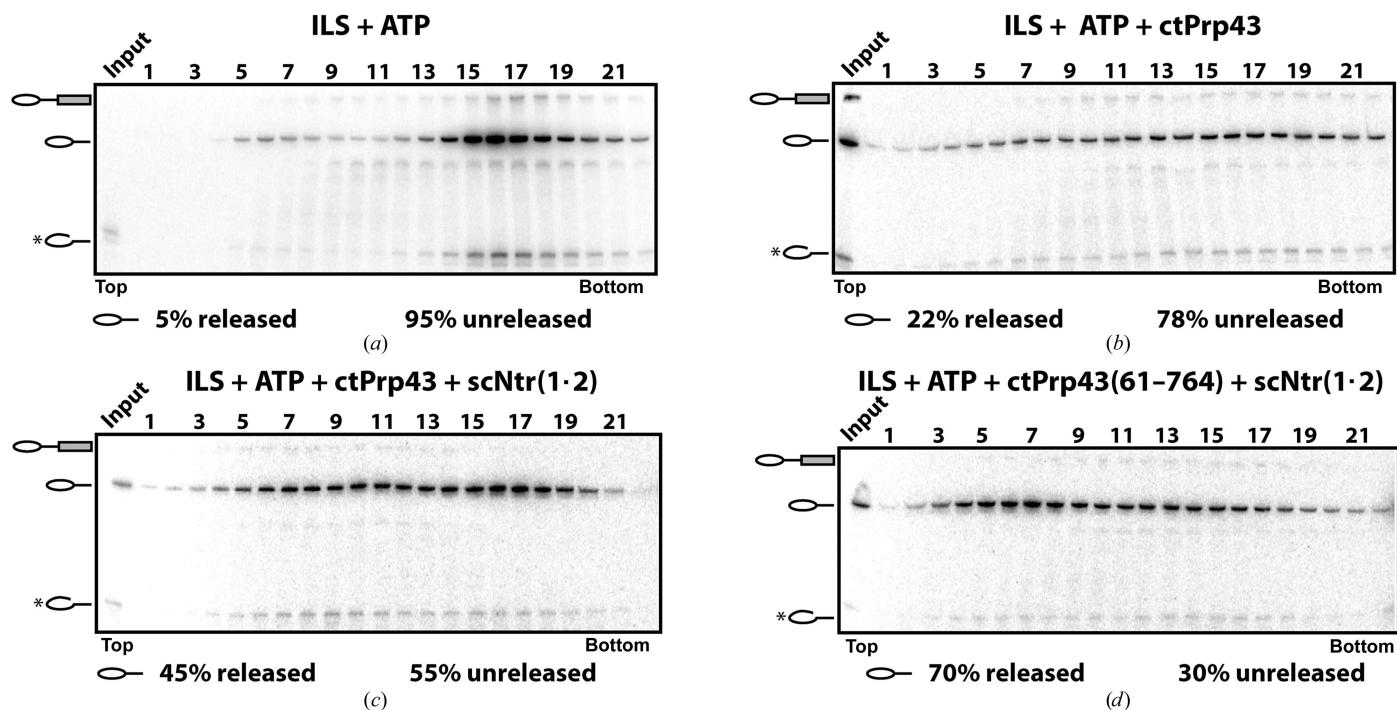 ILS + ATP
Input 1 3 5 7 9 11 13 15 17 19 21
*
Top Bottom
5% released 95% unreleased
(a)
ILS + ATP + ctPrp43
Input 1 3 5 7 9 11 13 15 17 19 21
*
Top Bottom
22% released 78% unreleased
(b)
ILS + ATP + ctPrp43 + scNtr(1·2)
Input 1 3 5 7 9 11 13 15 17 19 21
*
Top Bottom
45% released 55% unreleased
(c)
ILS + ATP + ctPrp43(61–764) + scNtr(1·2)
Input 1 3 5 7 9 11 13 15 17 19 21
*
Top Bottom
70% released 30% unreleased
(d)